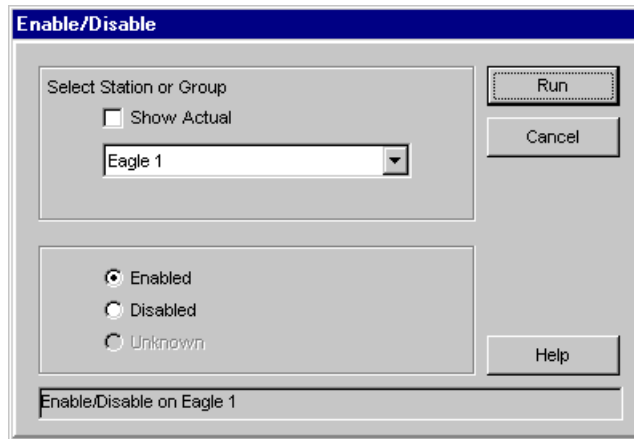 Enable/Disable
Select Station or Group
Run
Show Actual
Cancel
Eagle 1
Enabled
Disabled
Unknown
Help
Enable/Disable on Eagle 1